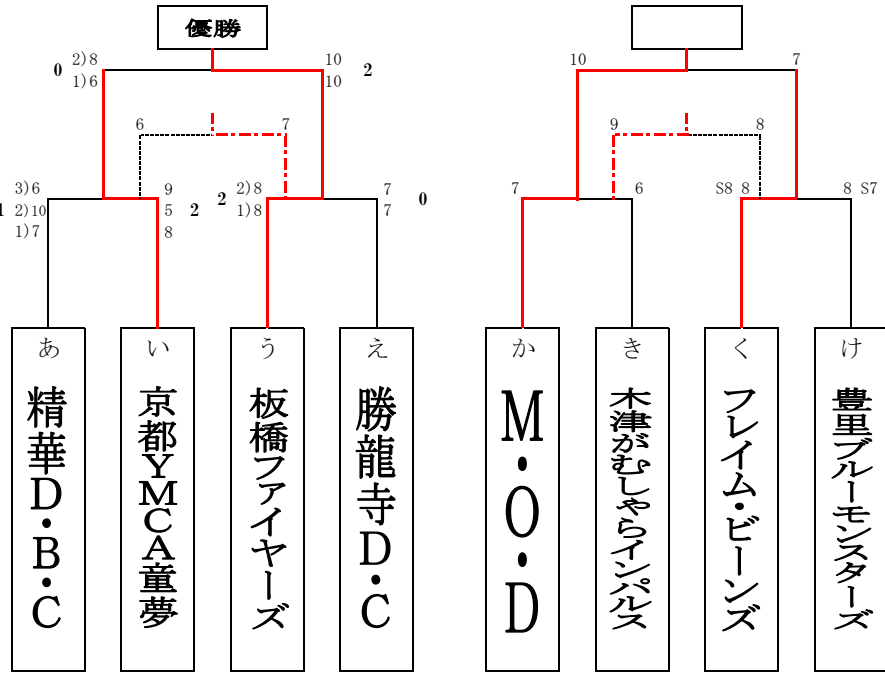 優勝
0 2)8 10 2
1)6 10
10 7
6 7
9 8
3)6 9 2)8 7
1 2)10 5 2 2 1)8 7 0
1)7 8
7 6 S8 8 8 S7
あ い う え か き く け
精華D・B・C
京都YMCA童夢
板橋ファイヤーズ
勝龍寺D・C
M・O・D
木津がむしゃらインパルス
フレイム・ビーンズ
豊里ブルーモンスターズ